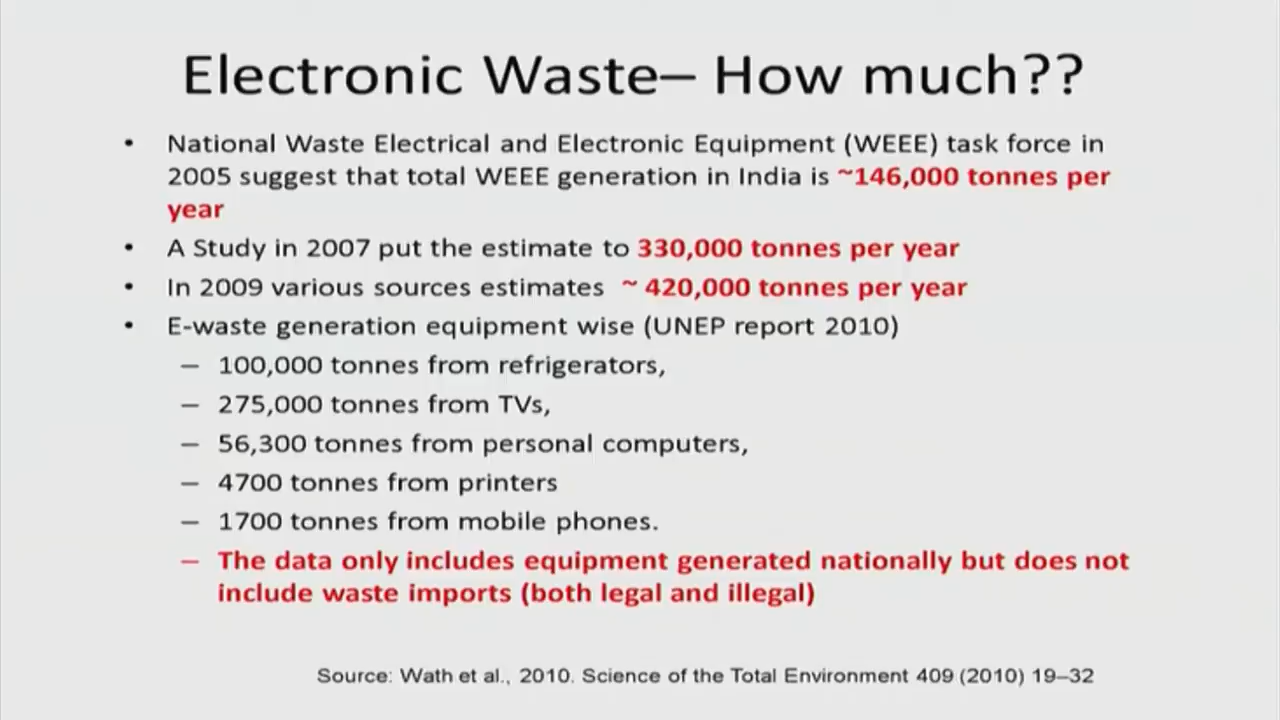 Electronic Waste– How much??
• National Waste Electrical and Electronic Equipment (WEEE) task force in
2005 suggest that total WEEE generation in India is ~146,000 tonnes per
year
• A Study in 2007 put the estimate to 330,000 tonnes per year
• In 2009 various sources estimates ~ 420,000 tonnes per year
• E-waste generation equipment wise (UNEP report 2010)
– 100,000 tonnes from refrigerators,
– 275,000 tonnes from TVs,
– 56,300 tonnes from personal computers,
– 4700 tonnes from printers
– 1700 tonnes from mobile phones.
– The data only includes equipment generated nationally but does not
include waste imports (both legal and illegal)
Source: Wath et al., 2010. Science of the Total Environment 409 (2010) 19–32